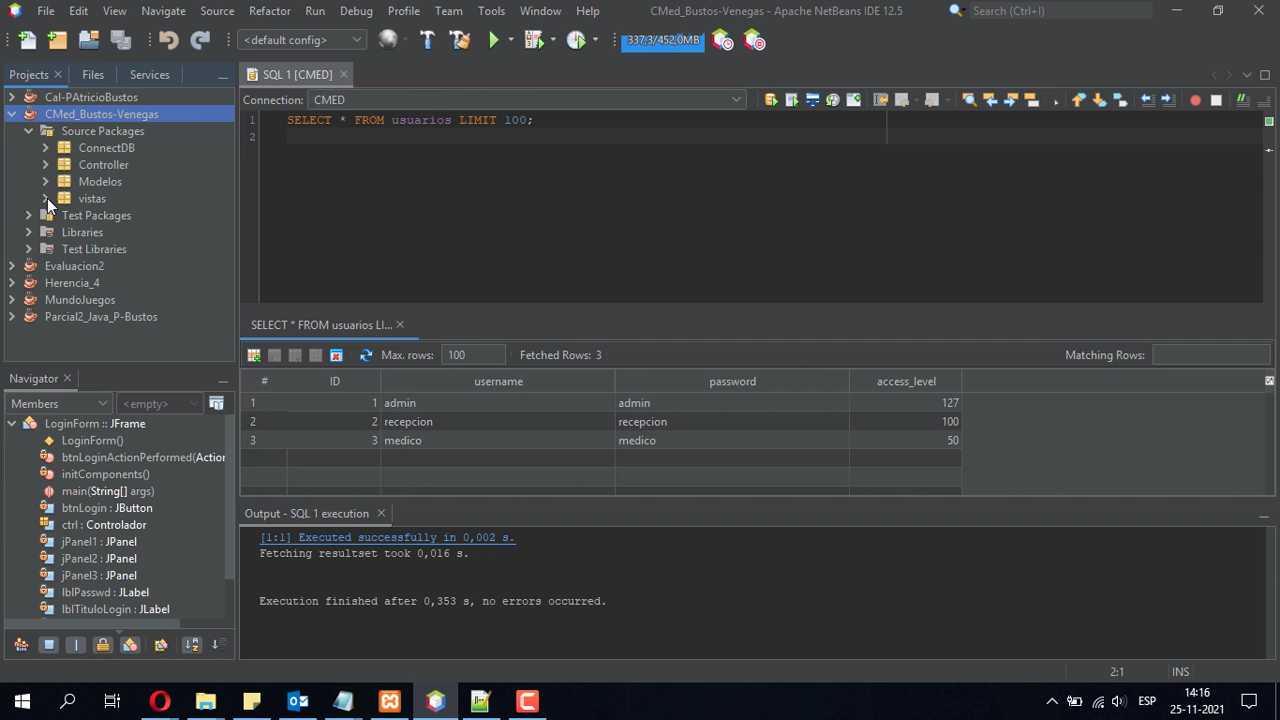 File Edit View Navigate Source Refactor Run Debug Profile Team Tools Window Help CMed_Bustos-Venegas - Apache NetBeans IDE 12.5 Search (Ctrl+I)
<default config> 337,3/452,0MB
Projects Files Services
SQL 1 [CMED]
Cal-PAtricioBustos
CMed_Bustos-Venegas
Source Packages
ConnectDB
Controller
Modelos
vistas
Test Packages
Libraries
Test Libraries
Evaluacion2
Herencia_4
MundoJuegos
Parcial2_Java_P-Bustos
Connection: CMED
1 SELECT * FROM usuarios LIMIT 100;
2
SELECT * FROM usuarios LI...
Max. rows: 100 Fetched Rows: 3 Matching Rows:
# ID username password access_level
1 1 admin admin 127
2 2 recepcion recepcion 100
3 3 medico medico 50
Navigator
Members <empty>
LoginForm :: JFrame
LoginForm()
btnLoginActionPerformed(Action
initComponents()
main(String[] args)
btnLogin : JButton
ctrl : Controlador
jPanel1 : JPanel
jPanel2 : JPanel
jPanel3 : JPanel
lblPasswd : JLabel
lblTituloLogin : JLabel
Output - SQL 1 execution
[1:1] Executed successfully in 0,002 s.
Fetching resultset took 0,016 s.
Execution finished after 0,353 s, no errors occurred.
2:1 INS
ESP
14:16
25-11-2021